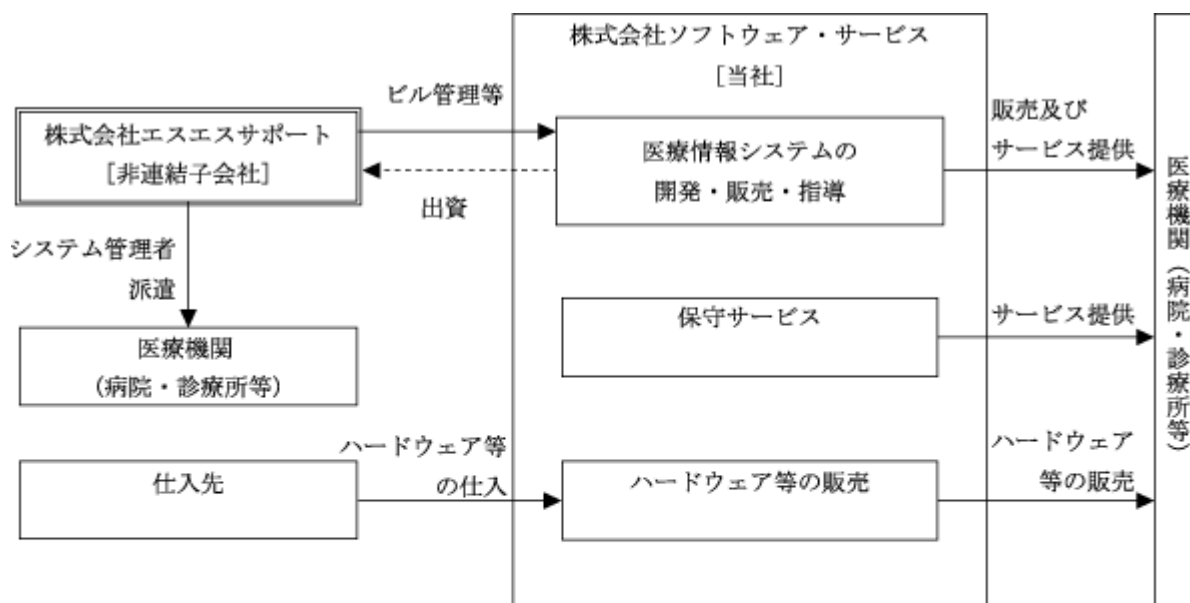 株式会社ソフトウェア・サービス
[当社]
ビル管理等
株式会社エスエスサポート
[非連結子会社]
出資
医療情報システムの
開発・販売・指導
販売及び
サービス提供
システム管理者
派遣
医療機関
(病院・診療所等)
保守サービス
サービス提供
仕入先
ハードウェア等
の仕入
ハードウェア等の販売
ハードウェア
等の販売
医療機関(病院・診療所等)